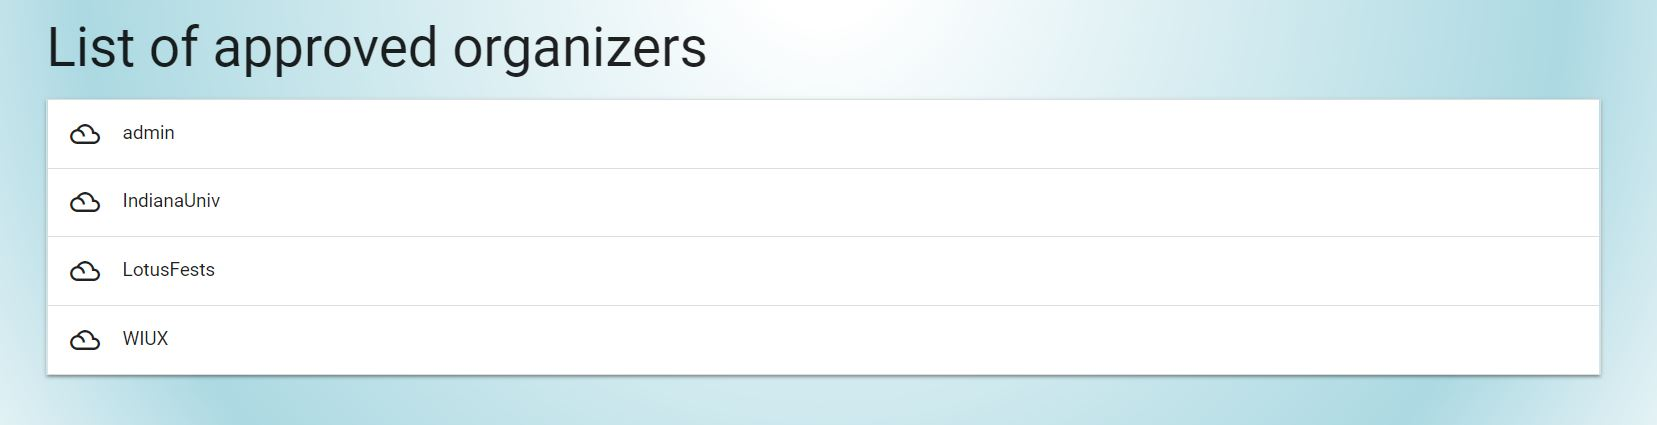 List of approved organizers
admin
IndianaUniv
LotusFests
WIUX